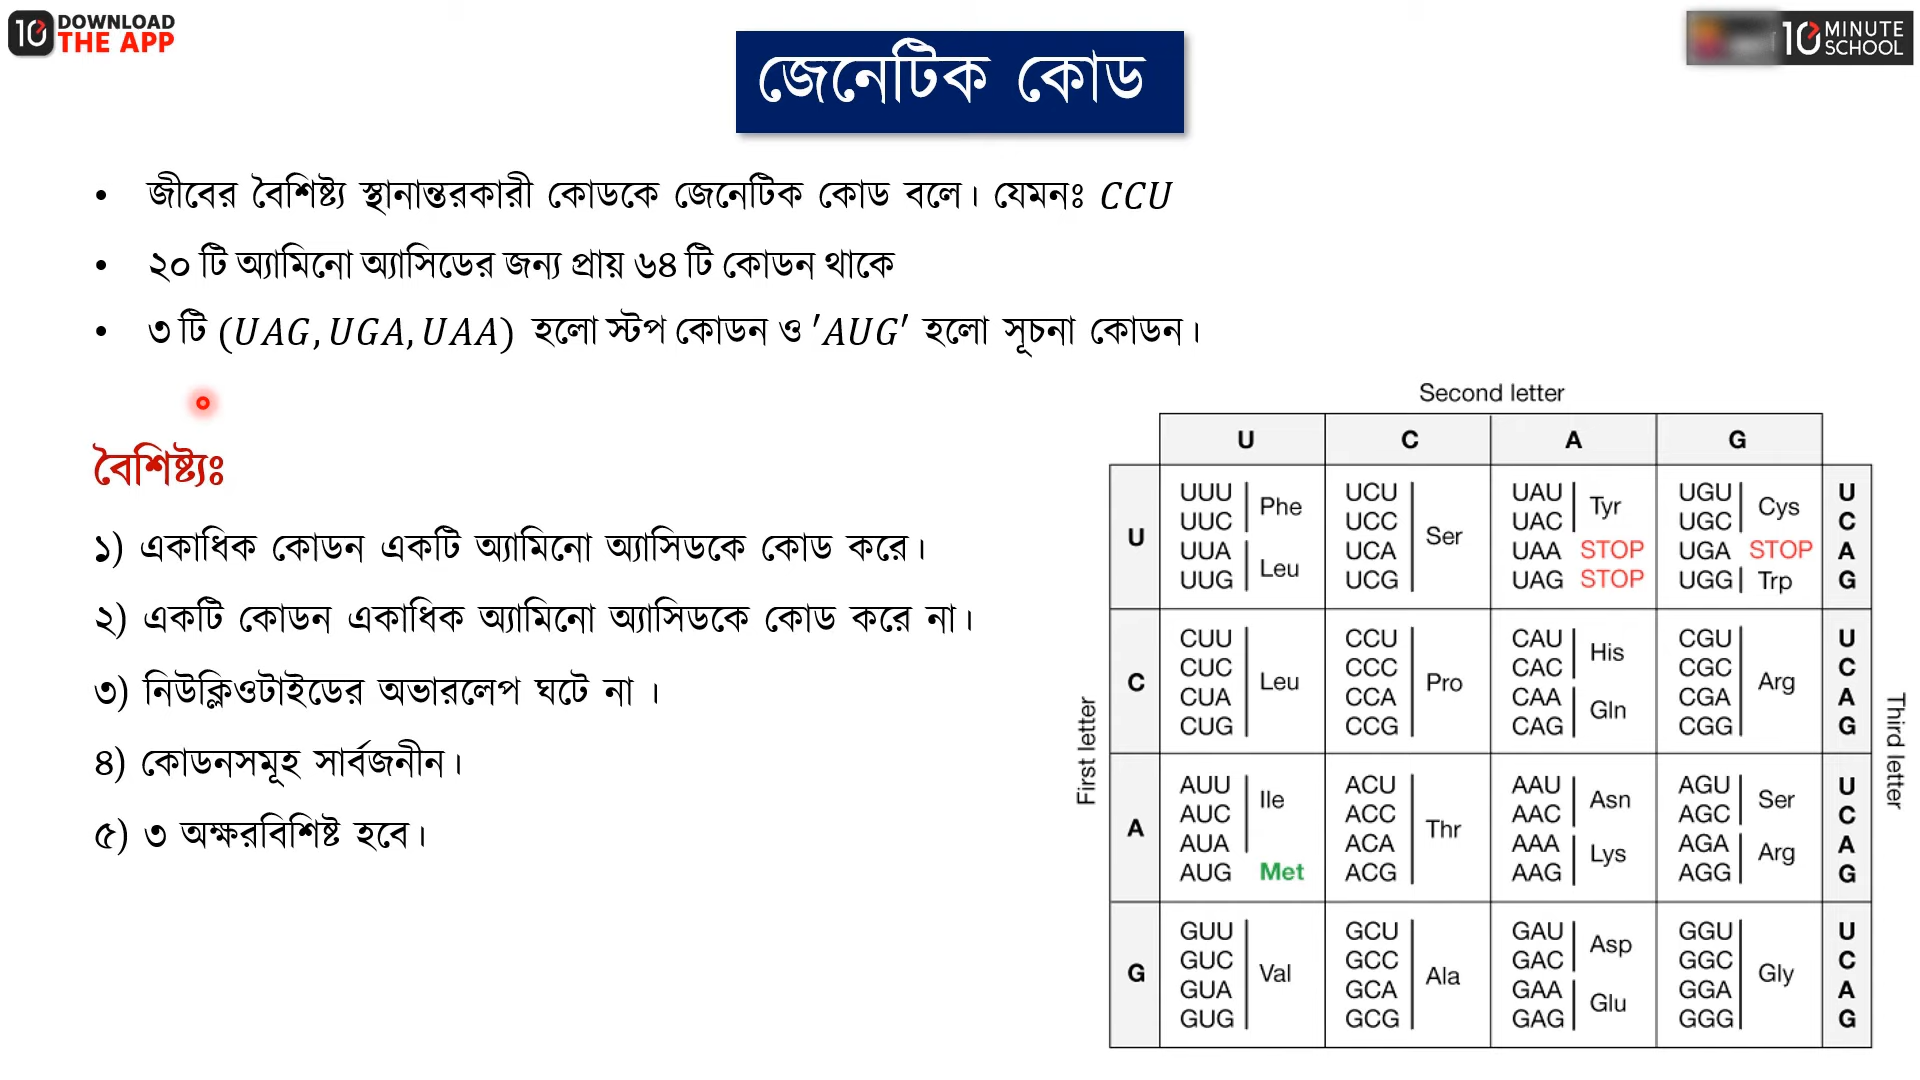 10 DOWNLOAD THE APP
10 MINUTE SCHOOL
জেনেটিক কোড
• জীবের বৈশিষ্ট্য স্থানান্তরকারী কোডকে জেনেটিক কোড বলে। যেমনঃ CCU
• ২০ টি অ্যামিনো অ্যাসিডের জন্য প্রায় ৬৪ টি কোডন থাকে
• ৩ টি (UAG, UGA, UAA) হলো স্টপ কোডন ও 'AUG' হলো সূচনা কোডন।
বৈশিষ্ট্যঃ
১) একাধিক কোডন একটি অ্যামিনো অ্যাসিডকে কোড করে।
২) একটি কোডন একাধিক অ্যামিনো অ্যাসিডকে কোড করে না।
৩) নিউক্লিওটাইডের অভারলেপ ঘটে না ।
৪) কোডনসমূহ সার্বজনীন।
৫) ৩ অক্ষরবিশিষ্ট হবে।
Second letter
U C A G
First letter
Third letter
U
UUU UCU UAU UGU U
Phe Tyr Cys
UUC UCC UAC UGC C
Ser
UUA UCA UAA STOP UGA STOP A
Leu
UUG UCG UAG STOP UGG Trp G
C
CUU CCU CAU CGU U
His
CUC CCC CAC CGC C
Leu Pro Arg
CUA CCA CAA CGA A
Gln
CUG CCG CAG CGG G
A
AUU ACU AAU AGU U
Ile Asn Ser
AUC ACC AAC AGC C
Thr
AUA ACA AAA AGA A
Lys Arg
AUG Met ACG AAG AGG G
G
GUU GCU GAU GGU U
Asp
GUC GCC GAC GGC C
Val Ala Gly
GUA GCA GAA GGA A
Glu
GUG GCG GAG GGG G